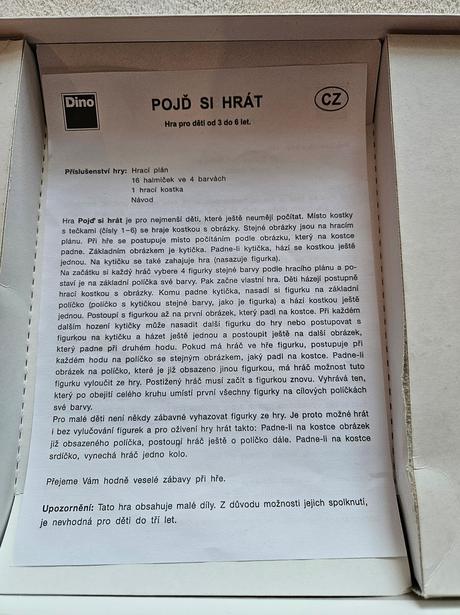 Dino
POJĎ SI HRÁT
CZ
Hra pro děti od 3 do 6 let.
Příslušenství hry: Hrací plán
16 halmiček ve 4 barvách
1 hrací kostka
Návod
Hra Pojď si hrát je pro nejmenší děti, které ještě neumějí počítat. Místo kostky
s tečkami (čísly 1–6) se hraje kostkou s obrázky. Stejné obrázky jsou na hracím
plánu. Při hře se postupuje místo počítáním podle obrázku, který na kostce
padne. Základním obrázkem je kytička. Padne-li kytička, hází se kostkou ještě
jednou. Na kytičku se také zahajuje hra (nasazuje figurka).
Na začátku si každý hráč vybere 4 figurky stejné barvy podle hracího plánu a po-
staví je na základní políčka své barvy. Pak začne vlastní hra. Děti házejí postupně
hrací kostkou s obrázky. Komu padne kytička, nasadí si figurku na základní
políčko (políčko s kytičkou stejné barvy, jako je figurka) a hází kostkou ještě
jednou. Postoupí s figurkou až na první obrázek, který padl na kostce. Při každém
dalším hození kytičky může nasadit další figurku do hry nebo postupovat s
figurkou na kytičku a házet ještě jednou a postoupit ještě na další obrázek,
který padne při druhém hodu. Pokud má hráč ve hře figurku, postupuje při
každém hodu na políčko se stejným obrázkem, jaký padl na kostce. Padne-li
obrázek na políčko, které je již obsazeno jinou figurkou, má hráč možnost tuto
figurku vyloučit ze hry. Postižený hráč musí začít s figurkou znovu. Vyhrává ten,
který po obejití celého kruhu umístí první všechny figurky na cílových políčkách
své barvy.
Pro malé děti není někdy zábavné vyhazovat figurky ze hry. Je proto možné hrát
i bez vylučování figurek a pro oživení hry hrát takto: Padne-li na kostce obrázek
již obsazeného políčka, postoupí hráč ještě o políčko dále. Padne-li na kostce
srdíčko, vynechá hráč jedno kolo.
Přejeme Vám hodně veselé zábavy při hře.
Upozornění: Tato hra obsahuje malé díly. Z důvodu možnosti jejich spolknutí,
je nevhodná pro děti do tří let.